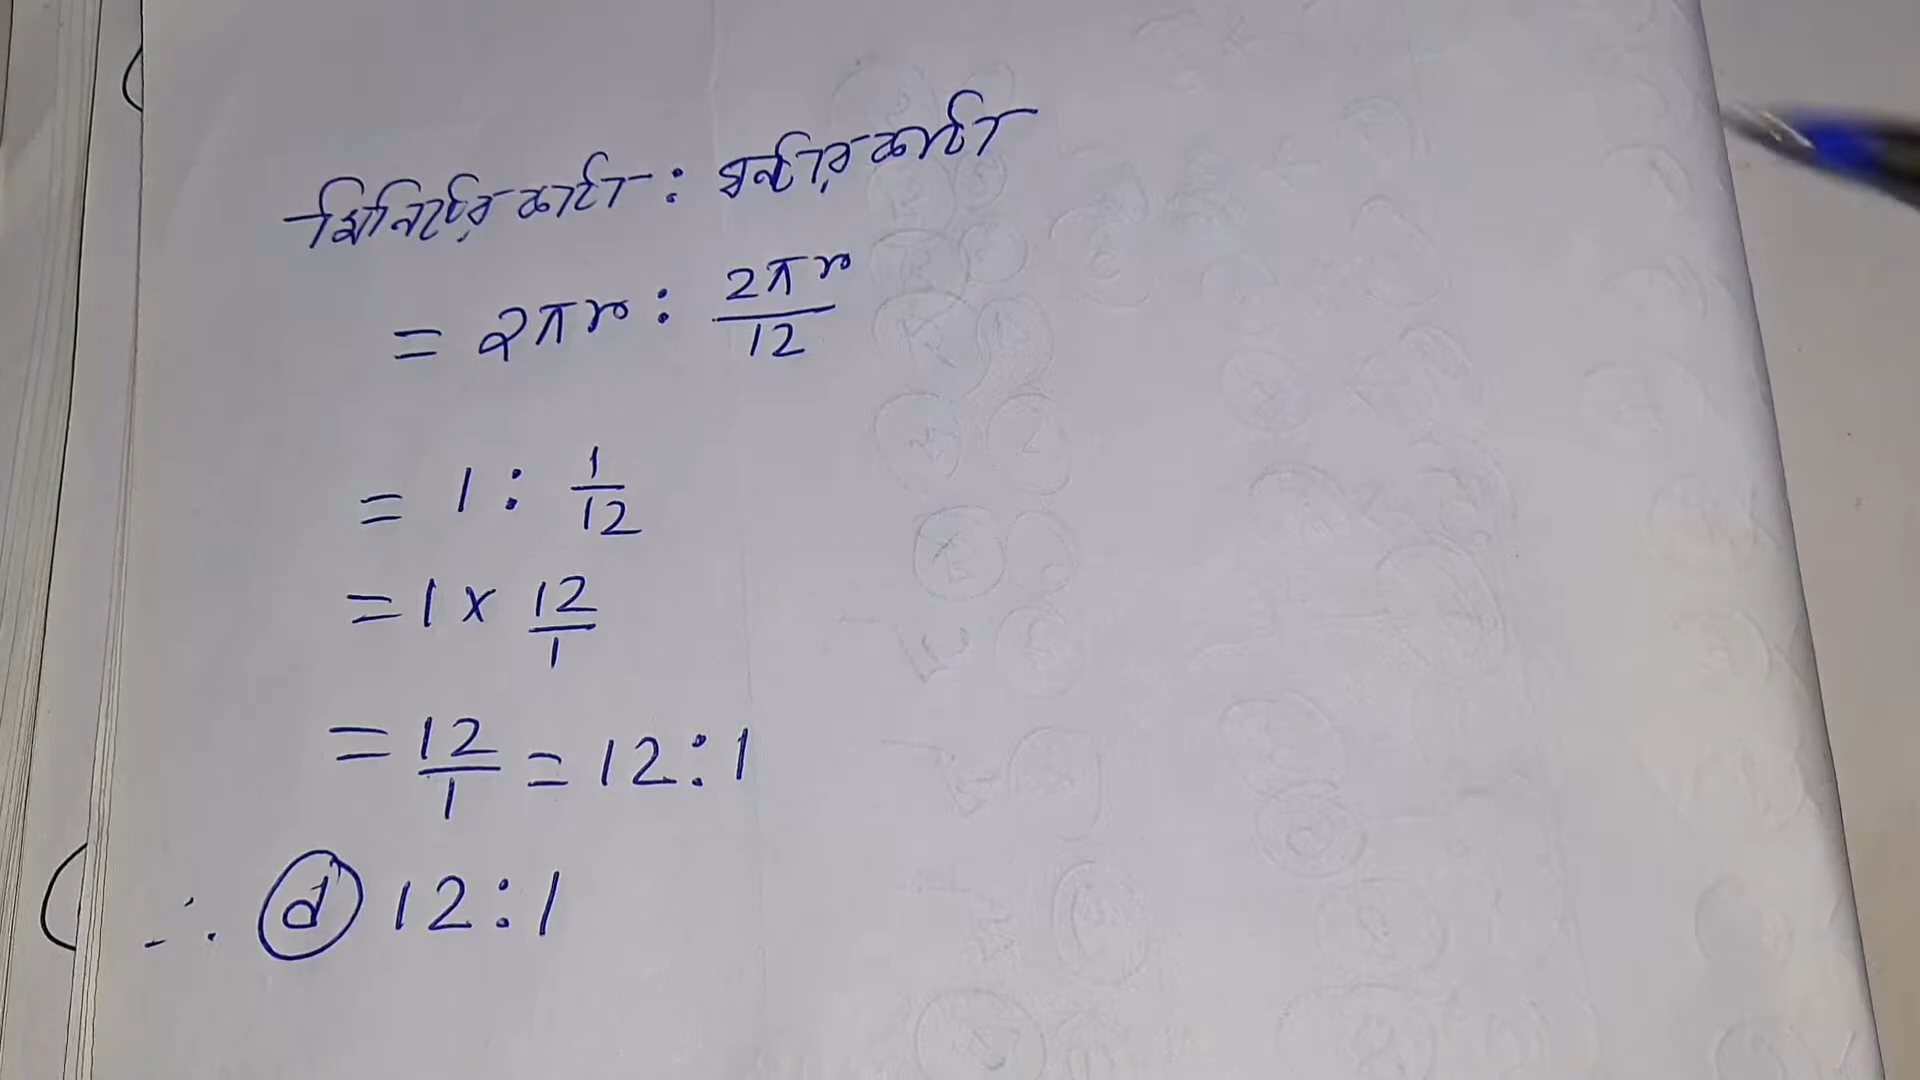 মিনিটের কাটা : ঘন্টার কাটা
= 2πr : 2πr/12
= 1 : 1/12
= 1 × 12/1
= 12/1 = 12 : 1
∴ ⓓ 12 : 1